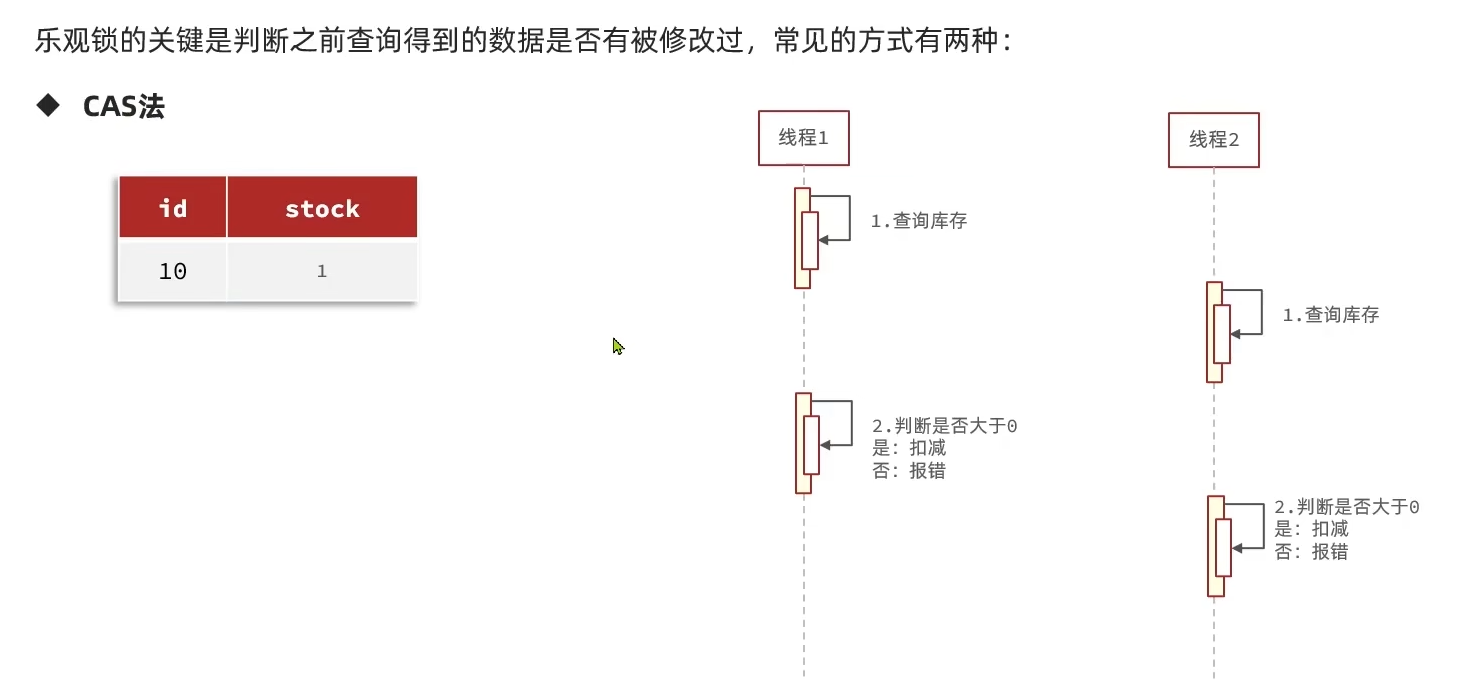 乐观锁的关键是判断之前查询得到的数据是否有被修改过，常见的方式有两种：
CAS法
id stock
10 1
线程1
1.查询库存
2.判断是否大于0
是：扣减
否：报错
线程2
1.查询库存
2.判断是否大于0
是：扣减
否：报错